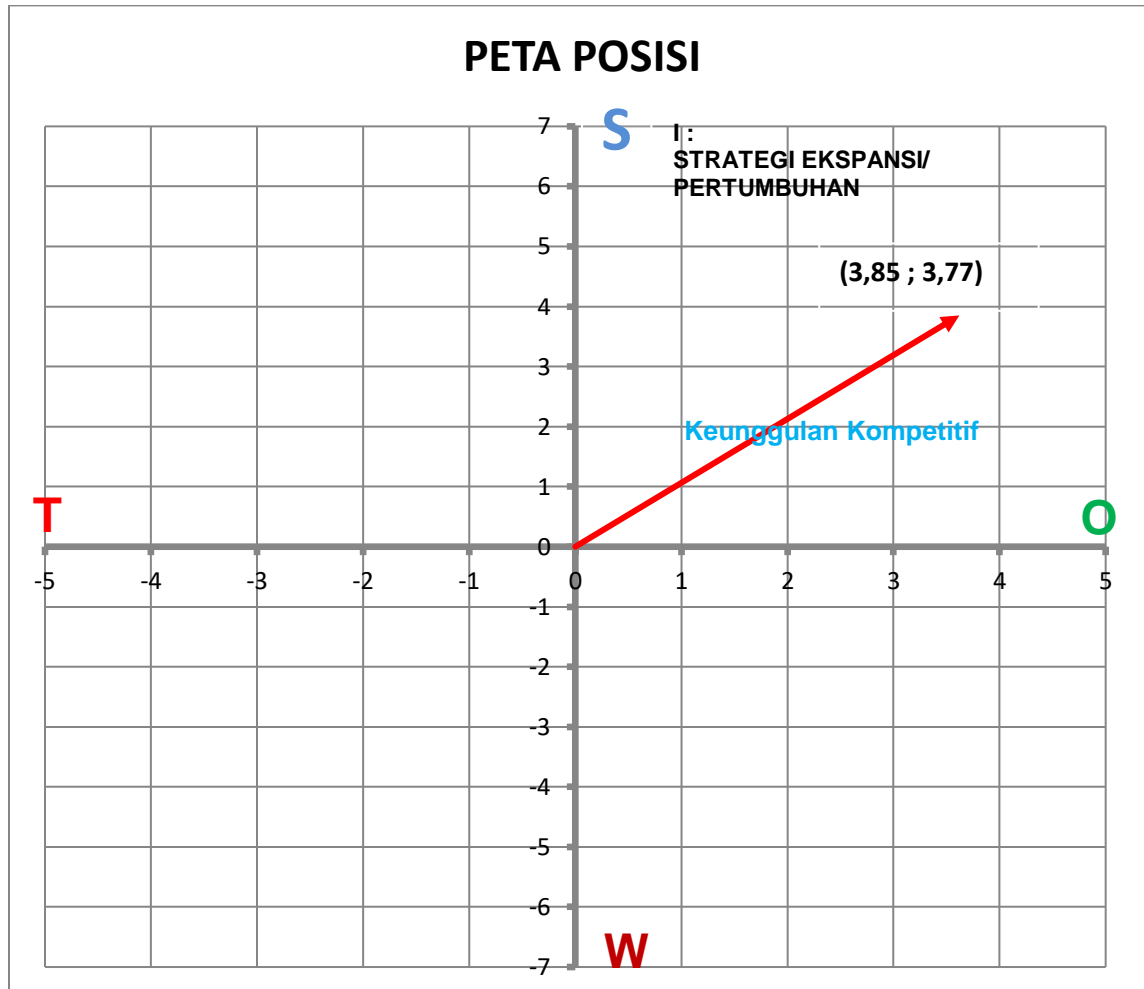 PETA POSISI
S
I :
STRATEGI EKSPANSI/
PERTUMBUHAN
(3,85 ; 3,77)
Keunggulan Kompetitif
T
O
W
7
6
5
4
3
2
1
0
-1
-2
-3
-4
-5
-6
-7
-5 -4 -3 -2 -1 0 1 2 3 4 5